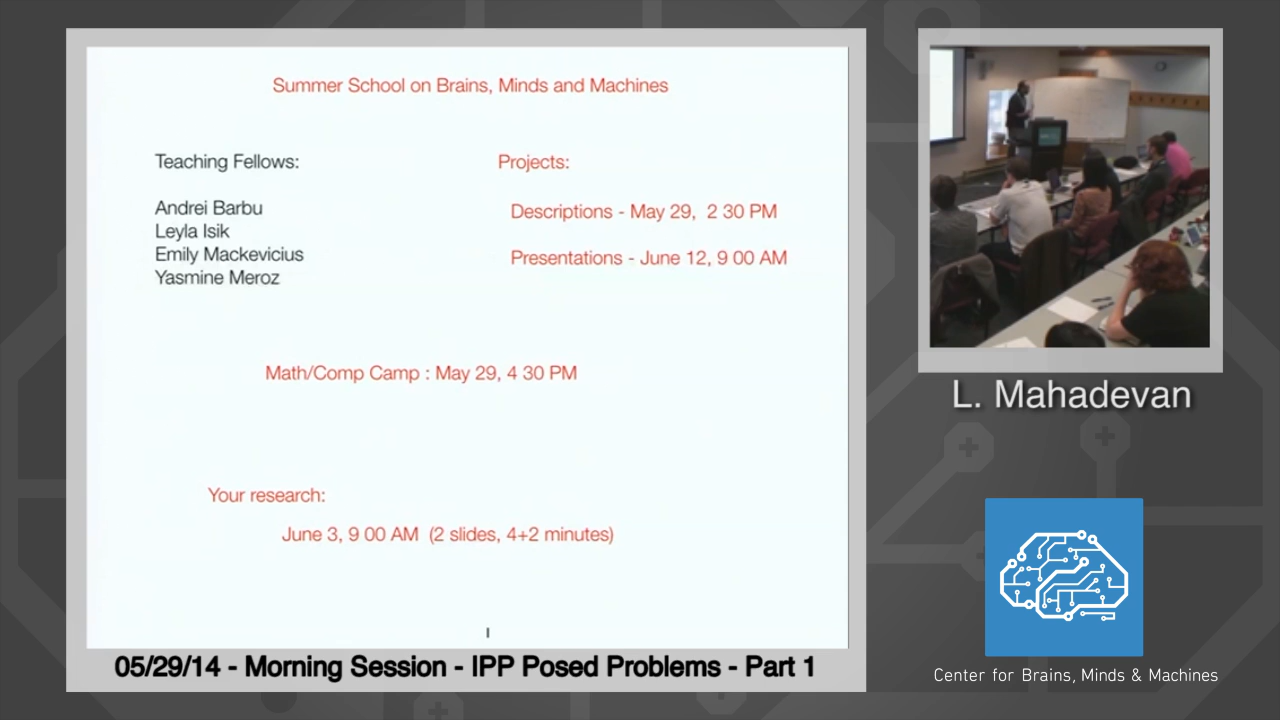 Summer School on Brains, Minds and Machines
Teaching Fellows:
Andrei Barbu
Leyla Isik
Emily Mackevicius
Yasmine Meroz
Projects:
Descriptions - May 29, 2 30 PM
Presentations - June 12, 9 00 AM
Math/Comp Camp : May 29, 4 30 PM
Your research:
June 3, 9 00 AM (2 slides, 4+2 minutes)
05/29/14 - Morning Session - IPP Posed Problems - Part 1
L. Mahadevan
Center for Brains, Minds & Machines